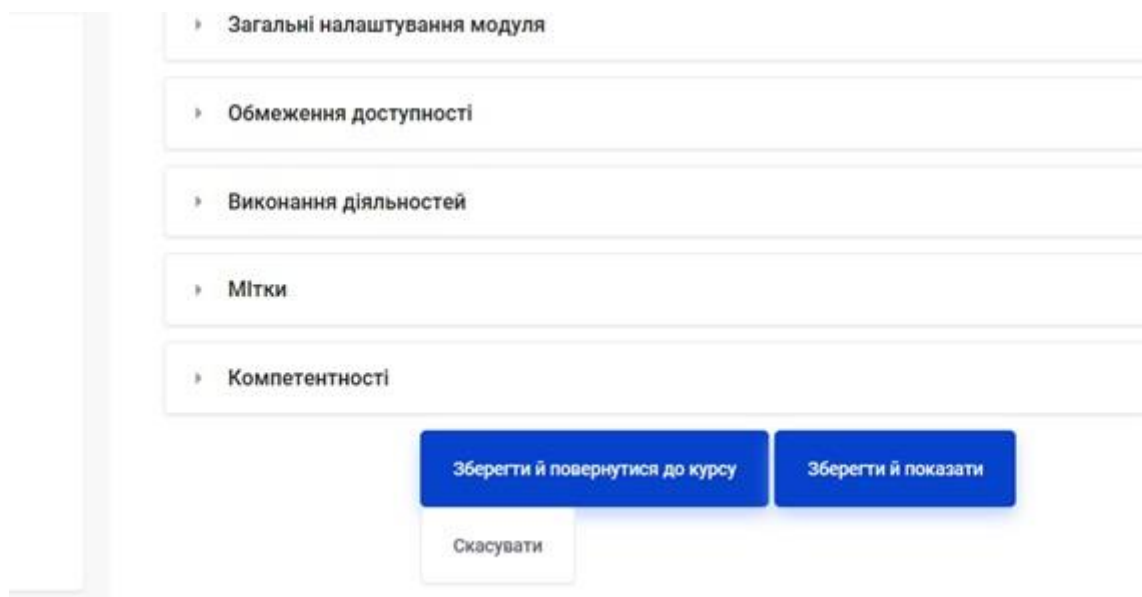 Загальні налаштування модуля
Обмеження доступності
Виконання діяльностей
МІтки
Компетентності
Зберегти й повернутися до курсу
Зберегти й показати
Скасувати